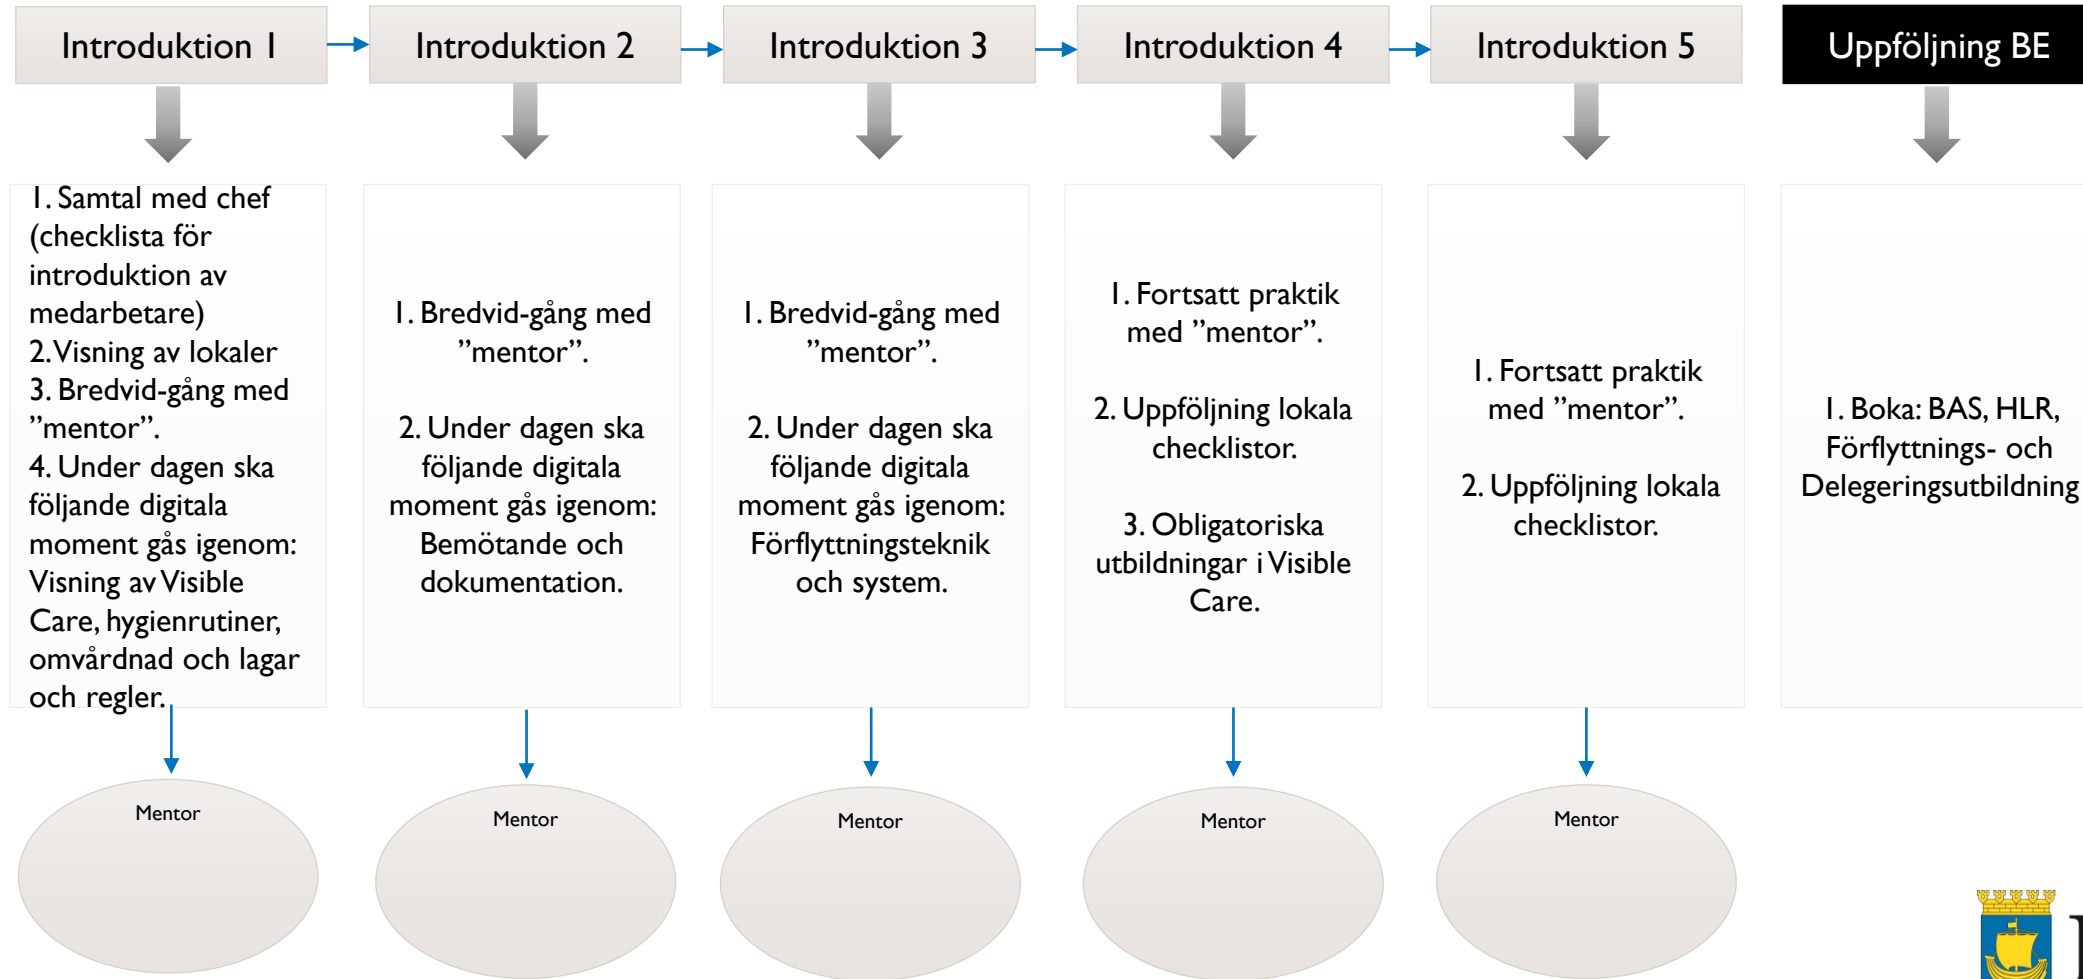 Introduktion 1
Introduktion 2
Introduktion 3
Introduktion 4
Introduktion 5
Uppföljning BE
1. Samtal med chef
(checklista för
introduktion av
medarbetare)
2. Visning av lokaler
3. Bredvid-gång med
”mentor”.
4. Under dagen ska
följande digitala
moment gås igenom:
Visning av Visible
Care, hygienrutiner,
omvårdnad och lagar
och regler.
1. Bredvid-gång med
”mentor”.
2. Under dagen ska
följande digitala
moment gås igenom:
Bemötande och
dokumentation.
1. Bredvid-gång med
”mentor”.
2. Under dagen ska
följande digitala
moment gås igenom:
Förflyttningsteknik
och system.
1. Fortsatt praktik
med ”mentor”.
2. Uppföljning lokala
checklistor.
3. Obligatoriska
utbildningar i Visible
Care.
1. Fortsatt praktik
med ”mentor”.
2. Uppföljning lokala
checklistor.
1. Boka: BAS, HLR,
Förflyttnings- och
Delegeringsutbildning
Mentor
Mentor
Mentor
Mentor
Mentor